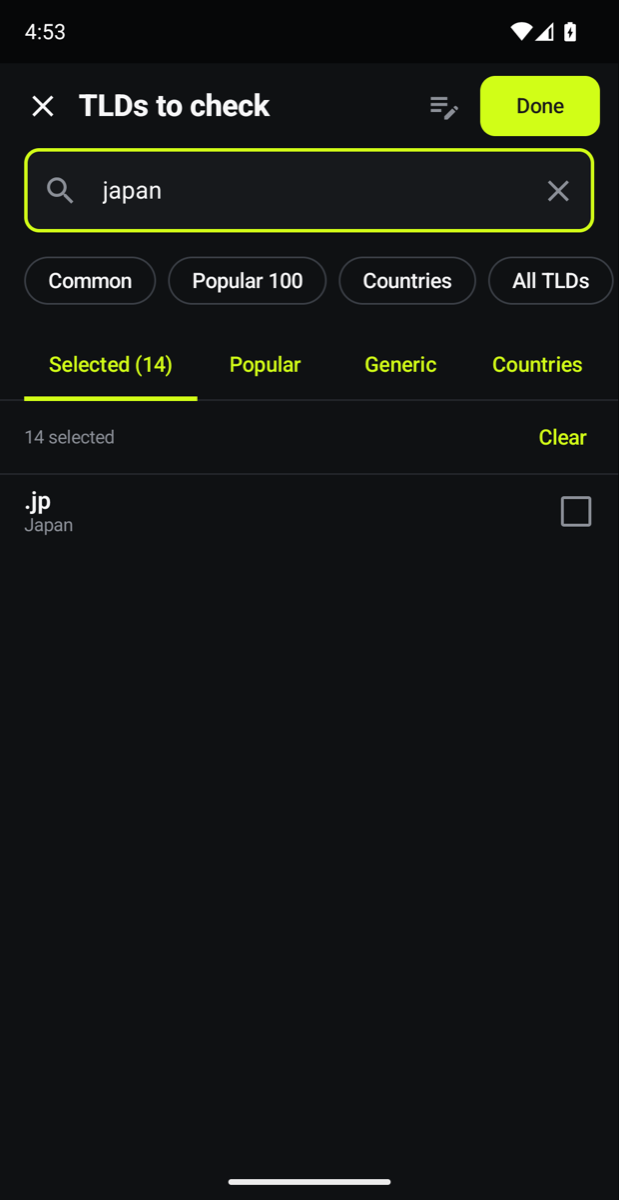 4:53
TLDs to check
Done
japan
Common
Popular 100
Countries
All TLDs
Selected (14)
Popular
Generic
Countries
14 selected
Clear
.jp
Japan